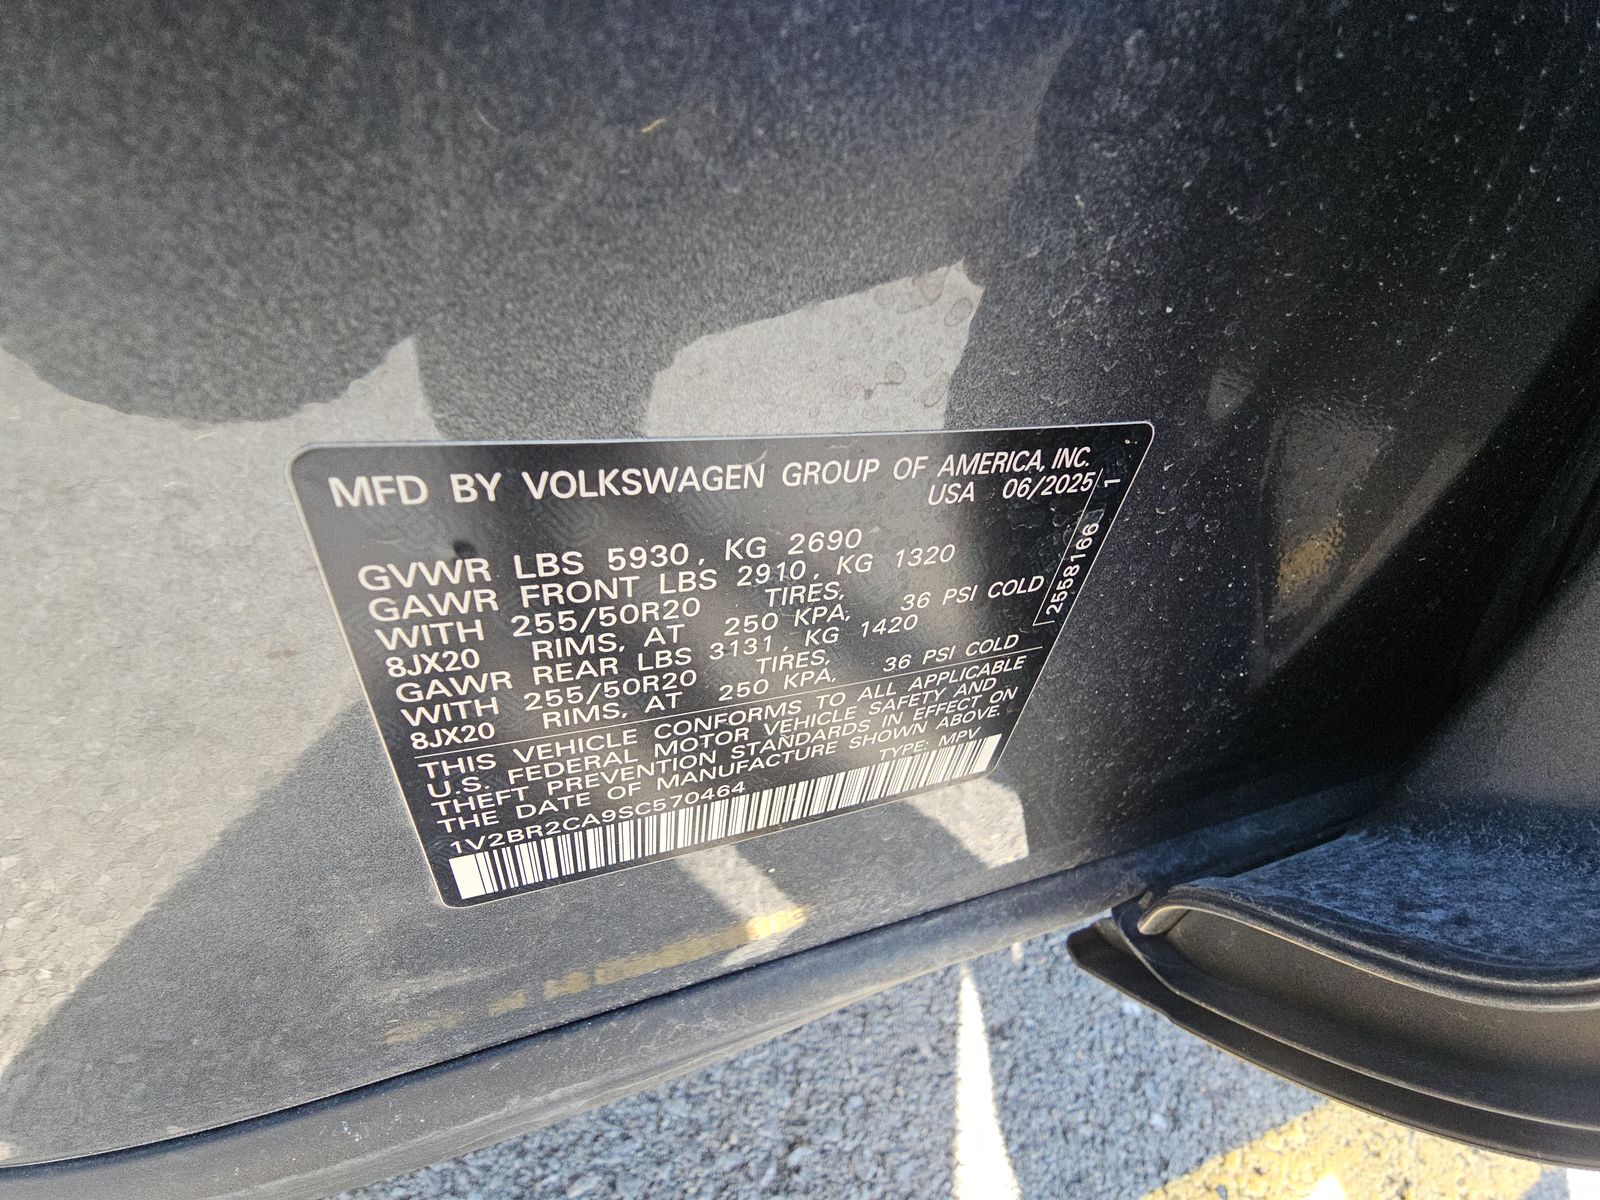 MFD BY VOLKSWAGEN GROUP OF AMERICA, INC.
USA 06/2025
1
2558166
GVWR LBS 5930, KG 2690
GAWR FRONT LBS 2910, KG 1320
WITH 255/50R20 TIRES,
8JX20 RIMS, AT 250 KPA, 36 PSI COLD
GAWR REAR LBS 3131, KG 1420
WITH 255/50R20 TIRES,
8JX20 RIMS, AT 250 KPA, 36 PSI COLD
THIS VEHICLE CONFORMS TO ALL APPLICABLE
U.S. FEDERAL MOTOR VEHICLE SAFETY AND
THEFT PREVENTION STANDARDS IN EFFECT ON
THE DATE OF MANUFACTURE SHOWN ABOVE.
1V2BR2CA9SC570464 TYPE: MPV